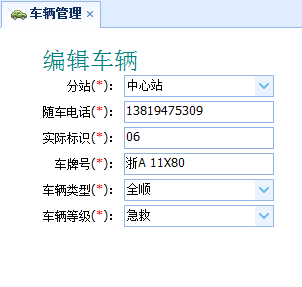 车辆管理 ×
编辑车辆
分站(*): 中心站
随车电话(*): 13819475309
实际标识(*): 06
车牌号(*): 浙A 11X80
车辆类型(*): 全顺
车辆等级(*): 急救